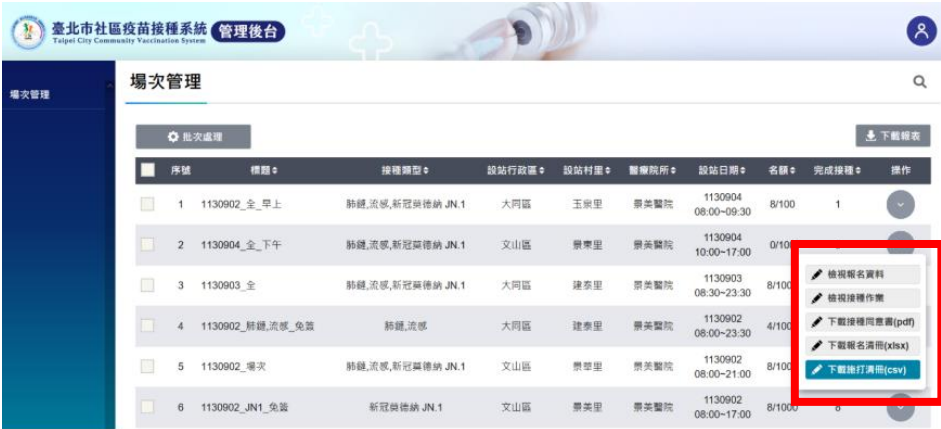 臺北市社區疫苗接種系統 管理後台
Taipei City Community Vaccination System
場次管理
場次管理
批次處理
下載報表
序號 標題 接種類型 設站行政區 設站村里 醫療院所 設站日期 名額 完成接種 操作
1 1130902_全_早上 肺鏈,流感,新冠莫德納 JN.1 大同區 玉泉里 景美醫院 1130904 08:00~09:30 8/100 1
2 1130904_全_下午 肺鏈,流感,新冠莫德納 JN.1 文山區 景東里 景美醫院 1130904 10:00~17:00 0/100
3 1130903_全 肺鏈,流感,新冠莫德納 JN.1 大同區 建泰里 景美醫院 1130903 08:30~23:30 8/100
4 1130902_肺鏈,流感_免簽 肺鏈,流感 大同區 建泰里 景美醫院 1130902 08:00~23:30 4/100
5 1130902_場次 肺鏈,流感,新冠莫德納 JN.1 文山區 景華里 景美醫院 1130902 08:00~21:00 8/100
6 1130902_JN1_免簽 新冠莫德納 JN.1 文山區 景美里 景美醫院 1130902 08:00~17:00 8/1000 8
檢視報名資料
檢視接種作業
下載接種同意書(pdf)
下載報名清冊(xlsx)
下載施打清冊(csv)